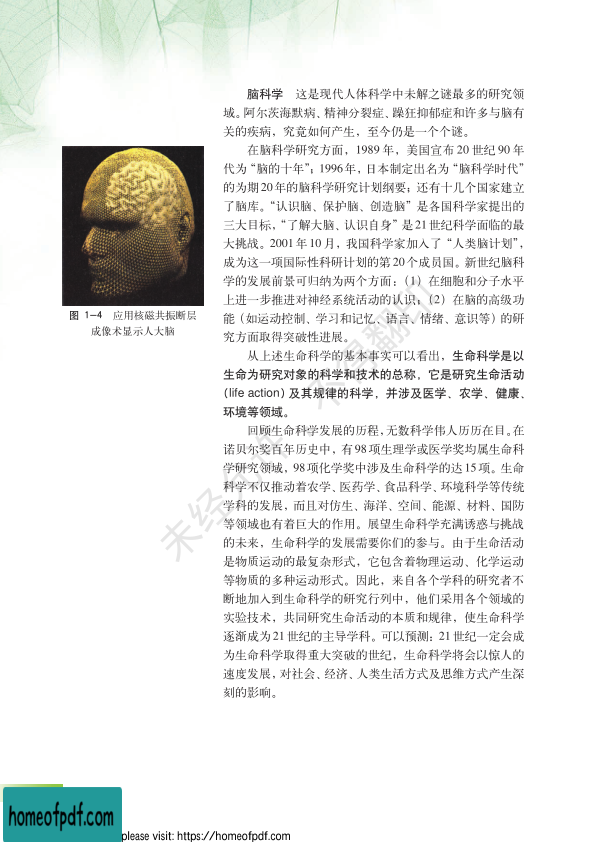 脑科学　这是现代人体科学中未解之谜最多的研究领
域。阿尔茨海默病、精神分裂症、躁狂抑郁症和许多与脑有
关的疾病，究竟如何产生，至今仍是一个个谜。
在脑科学研究方面，1989 年，美国宣布 20 世纪 90 年
代为“脑的十年”；1996年，日本制定出名为“脑科学时代”
的为期20年的脑科学研究计划纲要；还有十几个国家建立
了脑库。“认识脑、保护脑、创造脑”是各国科学家提出的
三大目标，“了解大脑、认识自身”是21世纪科学面临的最
大挑战。2001 年 10 月，我国科学家加入了“人类脑计划”，
成为这一项国际性科研计划的第20个成员国。新世纪脑科
学的发展前景可归纳为两个方面：（1）在细胞和分子水平
上进一步推进对神经系统活动的认识；（2）在脑的高级功
能（如运动控制、学习和记忆、语言、情绪、意识等）的研
究方面取得突破性进展。
图 1-4　应用核磁共振断层
成像术显示人大脑
从上述生命科学的基本事实可以看出，生命科学是以
生命为研究对象的科学和技术的总称，它是研究生命活动
（life action）及其规律的科学，并涉及医学、农学、健康、
环境等领域。
回顾生命科学发展的历程，无数科学伟人历历在目。在
诺贝尔奖百年历史中，有98项生理学或医学奖均属生命科
学研究领域，98项化学奖中涉及生命科学的达15项。生命
科学不仅推动着农学、医药学、食品科学、环境科学等传统
学科的发展，而且对仿生、海洋、空间、能源、材料、国防
等领域也有着巨大的作用。展望生命科学充满诱惑与挑战
的未来，生命科学的发展需要你们的参与。由于生命活动
是物质运动的最复杂形式，它包含着物理运动、化学运动
等物质的多种运动形式。因此，来自各个学科的研究者不
断地加入到生命科学的研究行列中，他们采用各个领域的
实验技术，共同研究生命活动的本质和规律，使生命科学
逐渐成为21世纪的主导学科。可以预测：21世纪一定会成
为生命科学取得重大突破的世纪，生命科学将会以惊人的
速度发展，对社会、经济、人类生活方式及思维方式产生深
刻的影响。
homeofpdf.com
please visit: https://homeofpdf.com